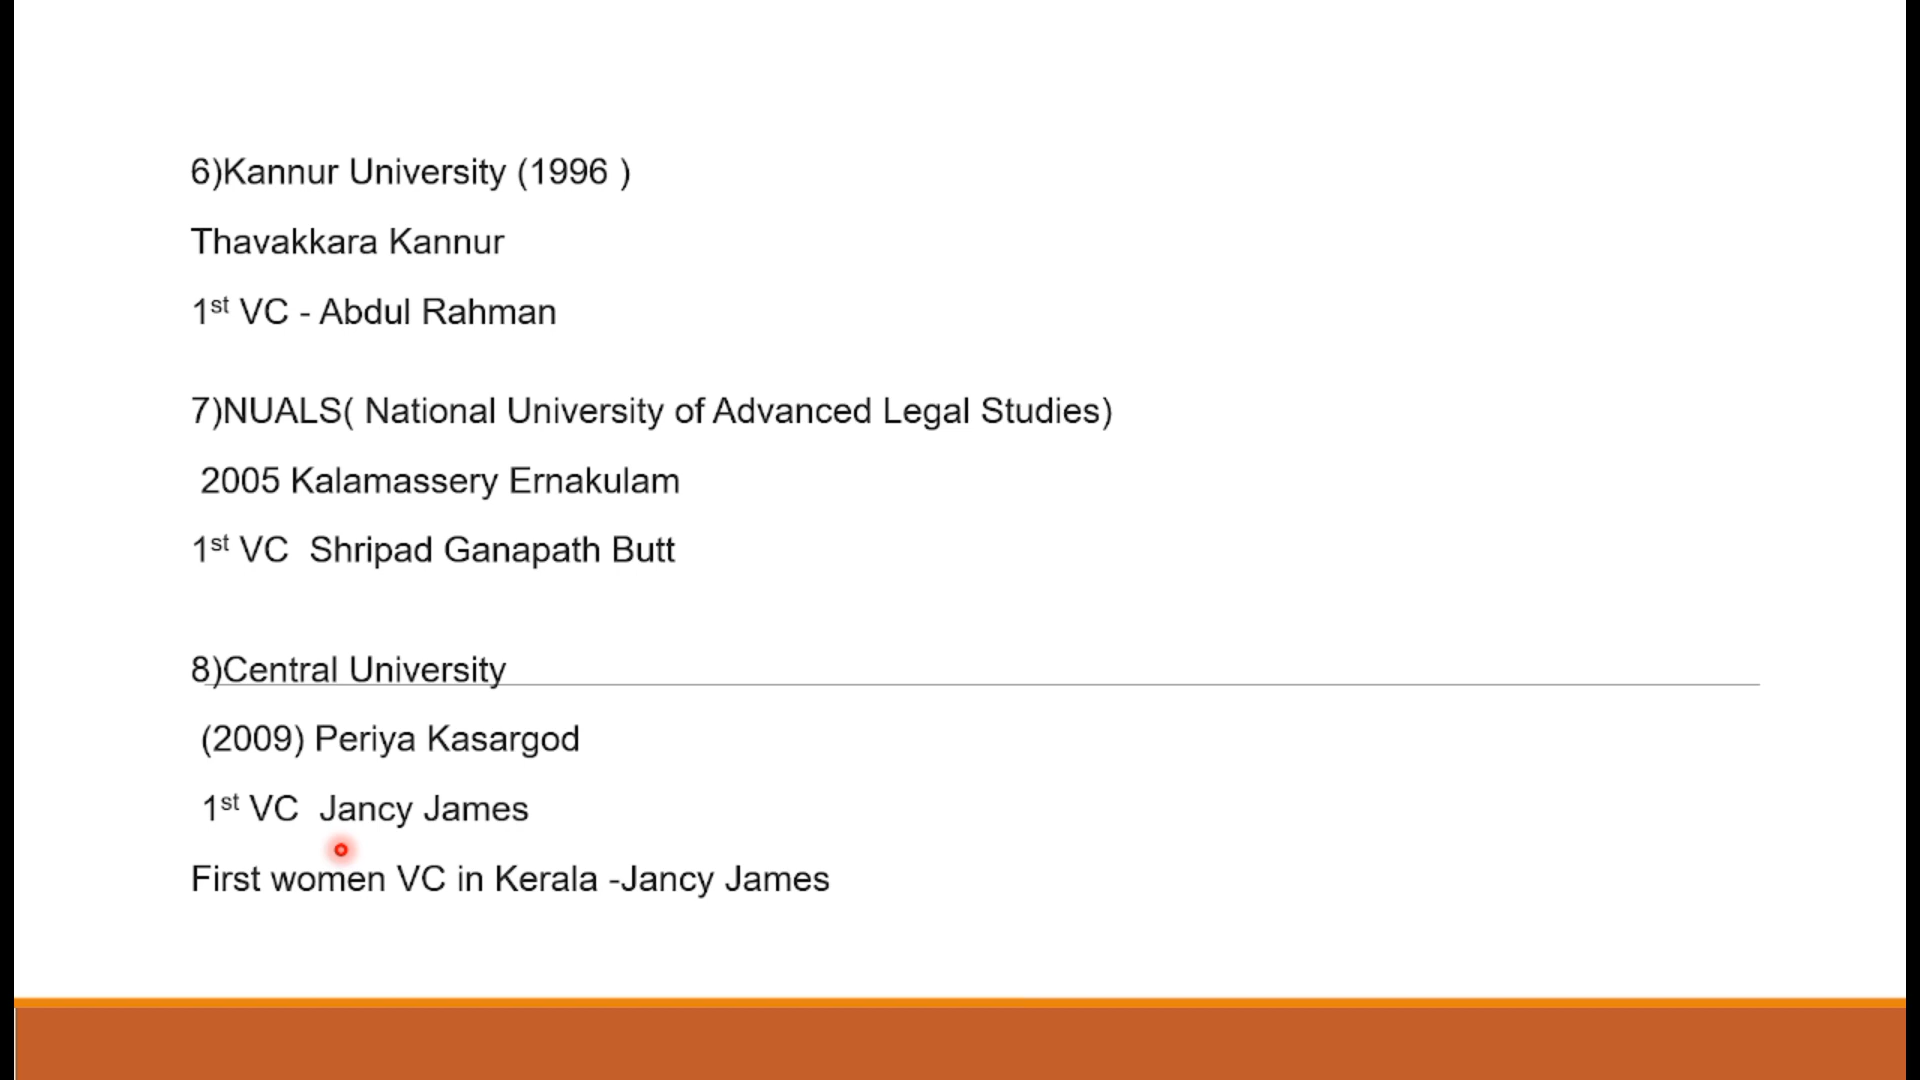 6)Kannur University (1996 )
Thavakkara Kannur
1st VC - Abdul Rahman
7)NUALS( National University of Advanced Legal Studies)
2005 Kalamassery Ernakulam
1st VC  Shripad Ganapath Butt
8)Central University
(2009) Periya Kasargod
1st VC  Jancy James
First women VC in Kerala -Jancy James